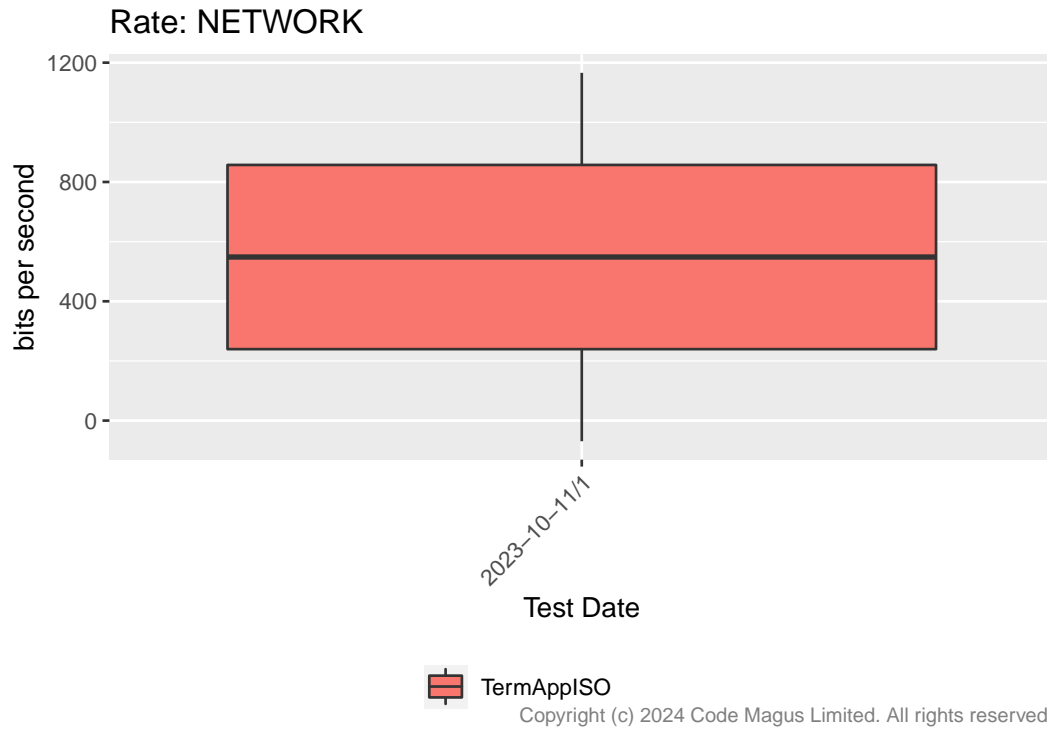 Rate: NETWORK
1200
800
400
0
bits per second
2023−10−11/1
Test Date
TermAppISO
Copyright (c) 2024 Code Magus Limited. All rights reserved